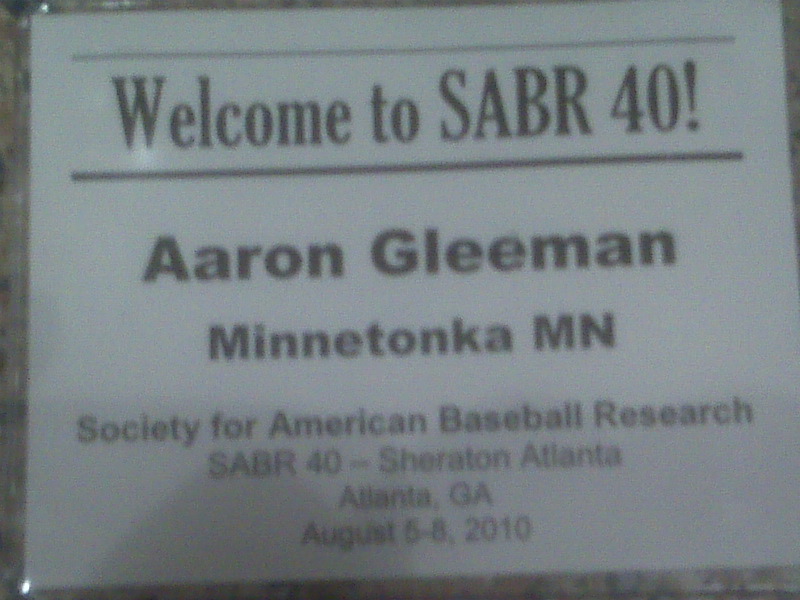 Welcome to SABR 40!
Aaron Gleeman
Minnetonka MN
Society for American Baseball Research
SABR 40 – Sheraton Atlanta
Atlanta, GA
August 5-8, 2010